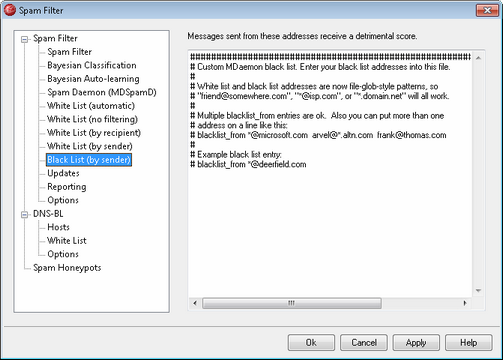 Spam Filter
Spam Filter
Spam Filter
Bayesian Classification
Bayesian Auto-learning
Spam Daemon (MDSpamD)
White List (automatic)
White List (no filtering)
White List (by recipient)
White List (by sender)
Black List (by sender)
Updates
Reporting
Options
DNS-BL
Hosts
White List
Options
Spam Honeypots
Messages sent from these addresses receive a detrimental score.
########################################################
# Custom MDaemon black list. Enter your black list addresses into this file.
#
# White list and black list addresses are now file-glob-style patterns, so
# "friend@somewhere.com", "*@isp.com", or "*.domain.net" will all work.
#
# Multiple blacklist_from entries are ok.  Also you can put more than one
# address on a line like this:
# blacklist_from *@microsoft.com  arvel@*.altn.com  frank@thomas.com
#
# Example black list entry:
# blacklist_from *@deerfield.com
Ok
Cancel
Apply
Help